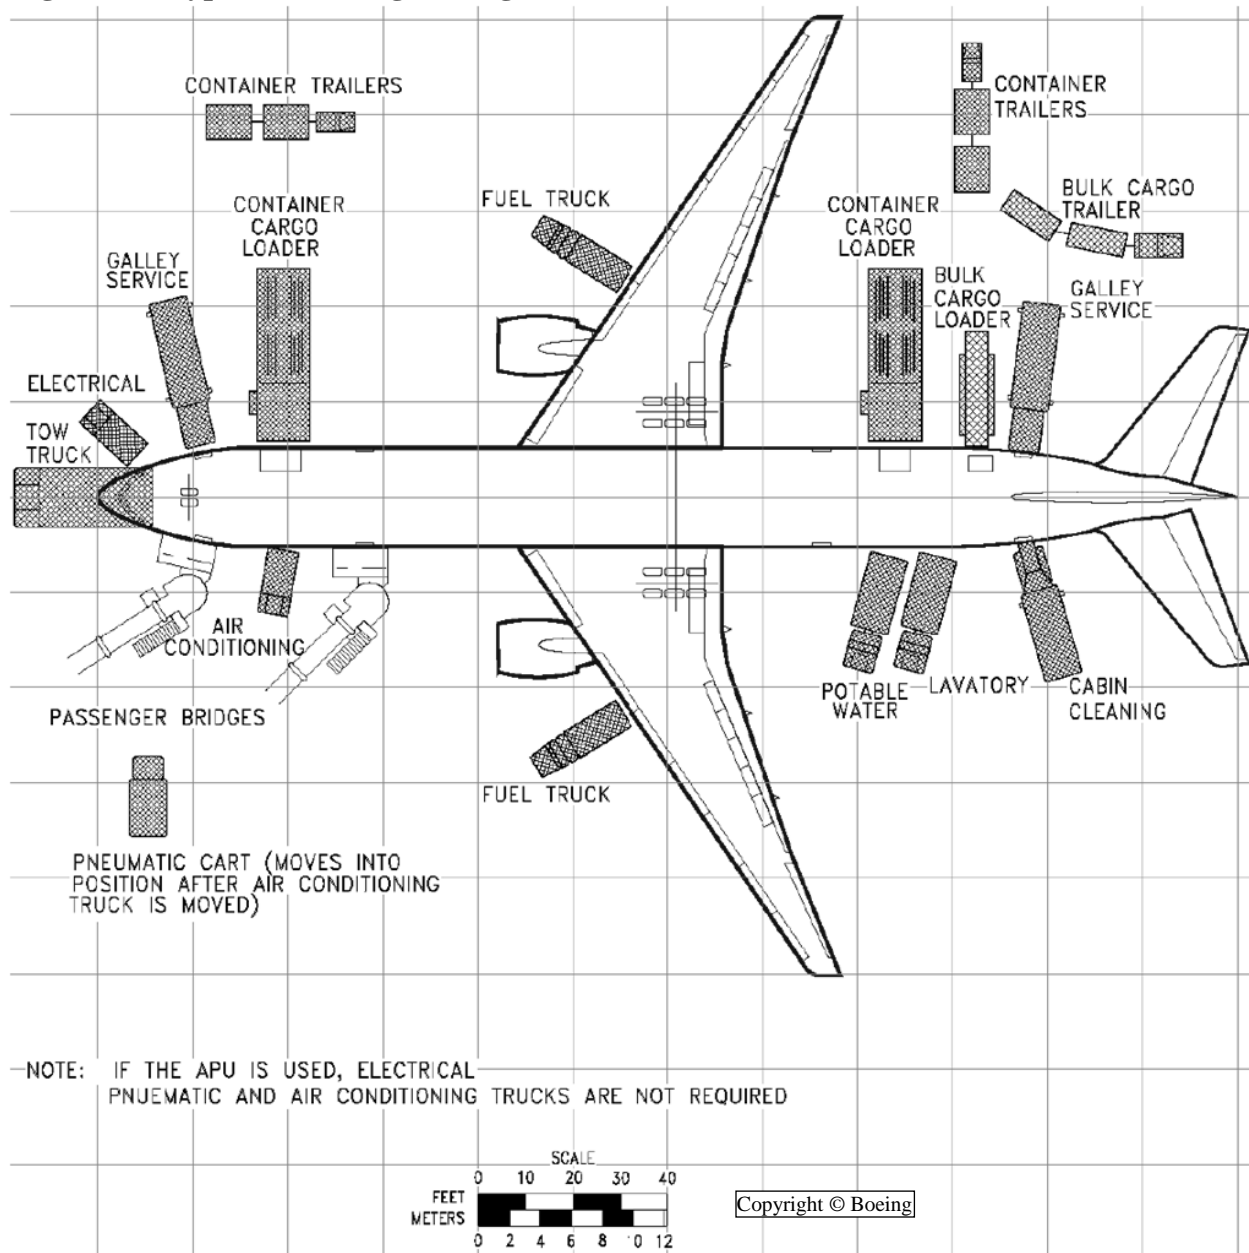 CONTAINER TRAILERS
CONTAINER
TRAILERS
FUEL TRUCK
BULK CARGO
TRAILER
CONTAINER
CARGO
LOADER
CONTAINER
CARGO
LOADER
GALLEY
SERVICE
BULK
CARGO
LOADER
GALLEY
SERVICE
ELECTRICAL
TOW
TRUCK
AIR
CONDITIONING
PASSENGER BRIDGES
POTABLE
WATER
LAVATORY
CABIN
CLEANING
FUEL TRUCK
PNEUMATIC CART (MOVES INTO
POSITION AFTER AIR CONDITIONING
TRUCK IS MOVED)
NOTE: IF THE APU IS USED, ELECTRICAL
PNUEMATIC AND AIR CONDITIONING TRUCKS ARE NOT REQUIRED
SCALE
0 10 20 30 40
FEET
METERS
0 2 4 6 8 0 12
Copyright © Boeing